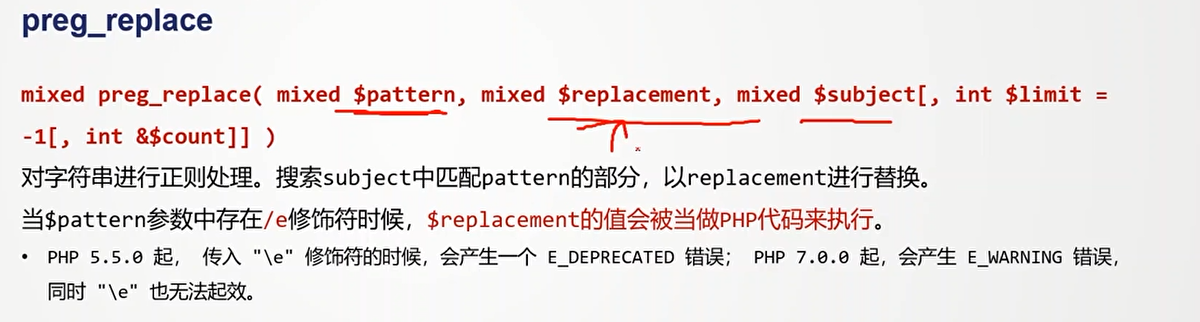 preg_replace
mixed preg_replace( mixed $pattern, mixed $replacement, mixed $subject[, int $limit =
-1[, int &$count]] )
对字符串进行正则处理。搜索subject中匹配pattern的部分，以replacement进行替换。
当$pattern参数中存在/e修饰符时候，$replacement的值会被当做PHP代码来执行。
• PHP 5.5.0 起， 传入 "\e" 修饰符的时候，会产生一个 E_DEPRECATED 错误； PHP 7.0.0 起，会产生 E_WARNING 错误，
同时 "\e" 也无法起效。